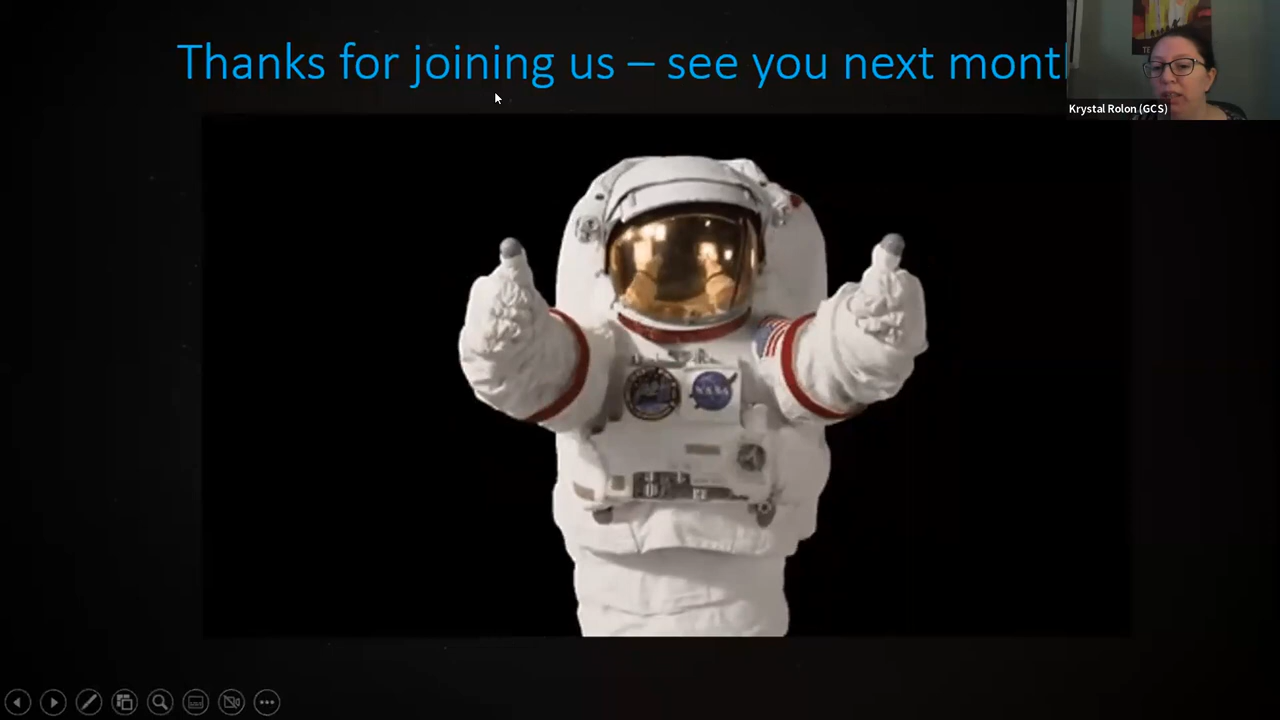 Thanks for joining us – see you next mont
Krystal Rolon (GCS)
NASA